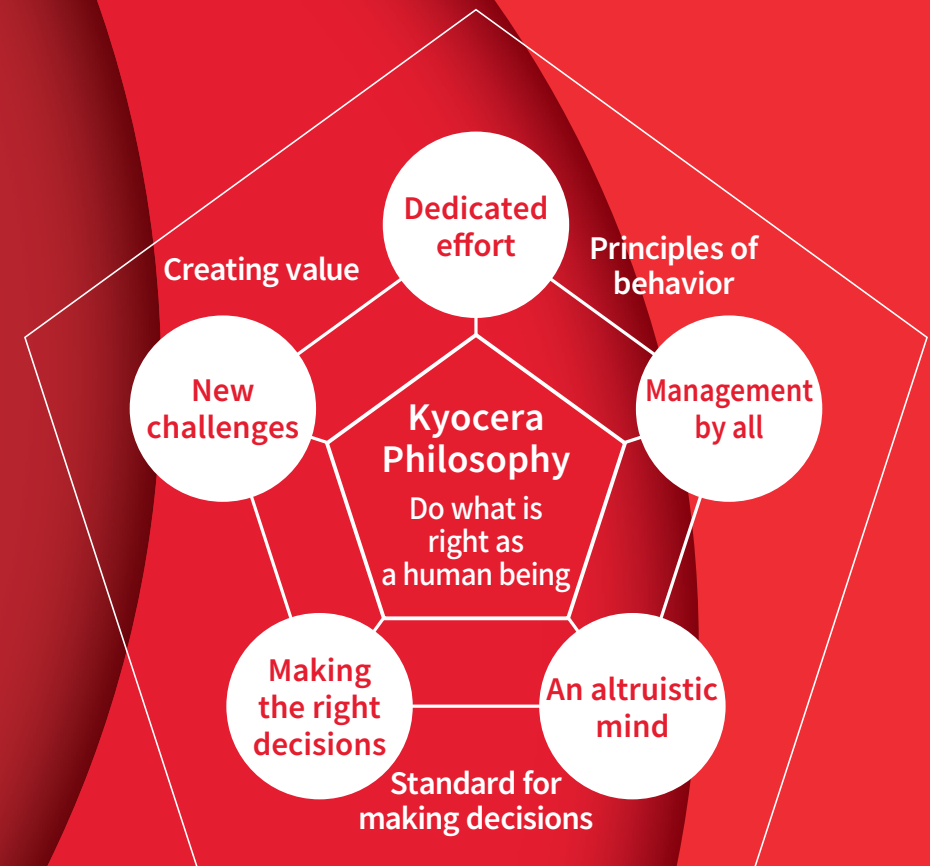 Dedicated
effort
Creating value
Principles of
behavior
New
challenges
Management
by all
Kyocera
Philosophy
Do what is
right as
a human being
Making
the right
decisions
An altruistic
mind
Standard for
making decisions